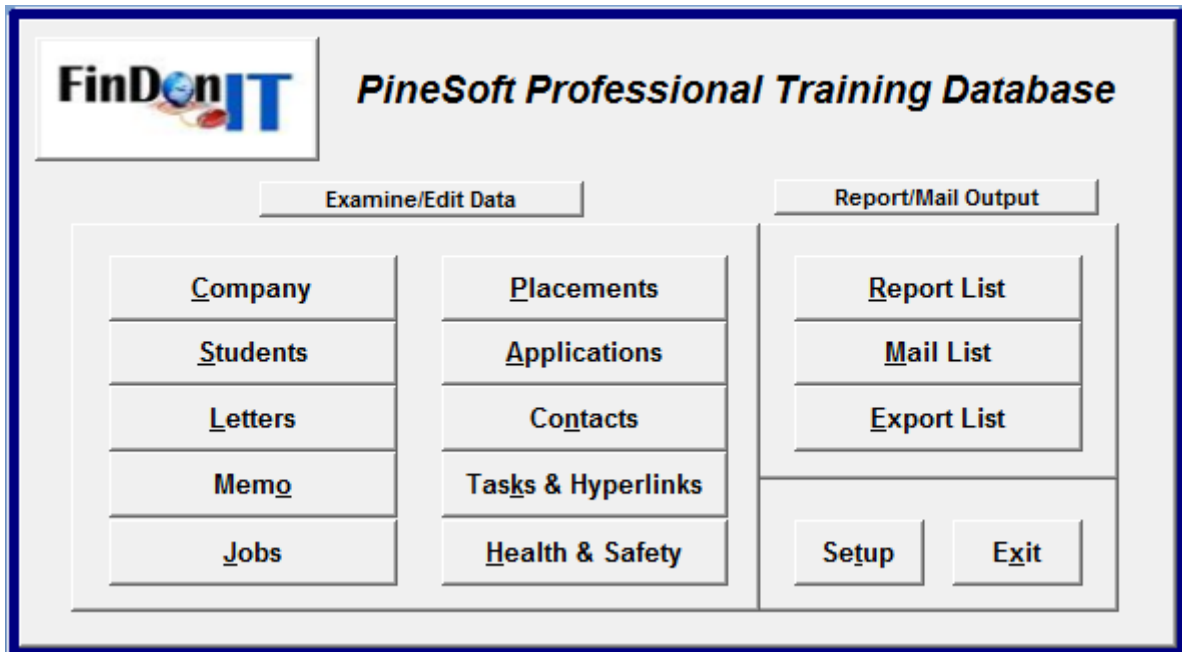 FinDonIT
PineSoft Professional Training Database
Examine/Edit Data
Report/Mail Output
Company
Placements
Report List
Students
Applications
Mail List
Letters
Contacts
Export List
Memo
Tasks & Hyperlinks
Jobs
Health & Safety
Setup
Exit